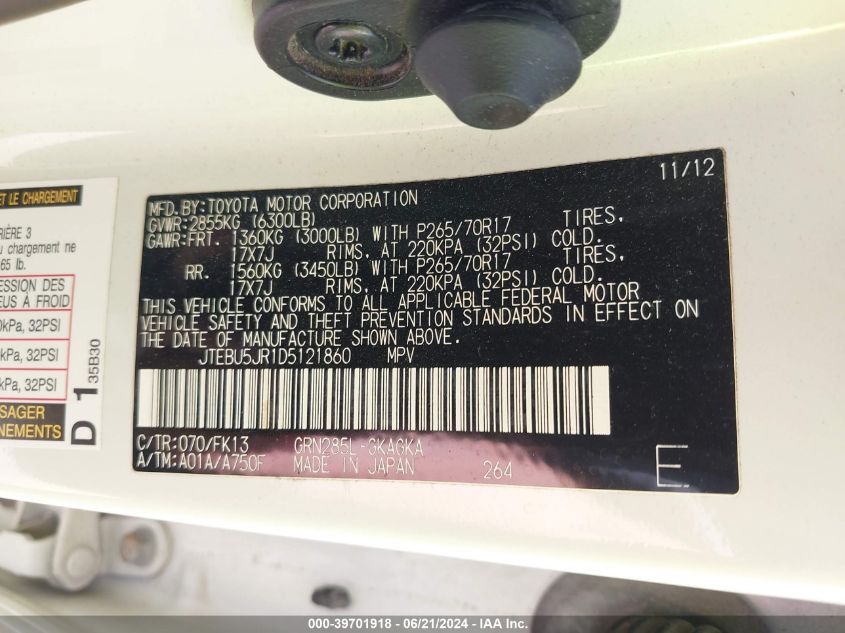 ET LE CHARGEMENT
RIÈRE 3
u chargement ne
65 lb.
ESSION DES
EUS À FROID
0kPa, 32PSI
kPa, 32PSI
kPa, 32PSI
SAGER
NEMENTS
D 1 35B30
11/12
MFD.BY:TOYOTA MOTOR CORPORATION
GVWR:2855KG (6300LB)
GAWR:FRT. 1360KG (3000LB) WITH P265/70R17 TIRES,
17X7J RIMS, AT 220KPA (32PSI) COLD.
RR. 1560KG (3450LB) WITH P265/70R17 TIRES,
17X7J RIMS, AT 220KPA (32PSI) COLD.
THIS VEHICLE CONFORMS TO ALL APPLICABLE FEDERAL MOTOR
VEHICLE SAFETY AND THEFT PREVENTION STANDARDS IN EFFECT ON
THE DATE OF MANUFACTURE SHOWN ABOVE.
JTEBU5JR1D5121860 MPV
C/TR:070/FK13 GRN285L-GKAGKA
A/TM:A01A/A750F MADE IN JAPAN 264 E
000-39701918 - 06/21/2024 - IAA Inc.